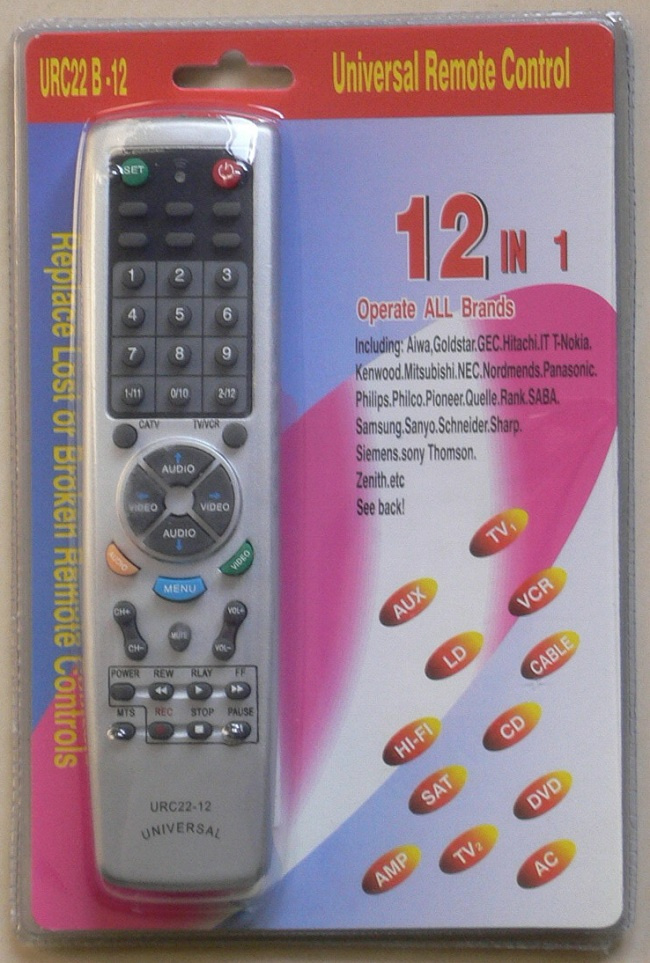 URC22 B-12
Universal Remote Control
12 IN 1
Operate ALL Brands
Including: Aiwa,Goldstar.GEC.Hitachi.IT T-Nokia.
Kenwood.Mitsubishi.NEC.Nordmends.Panasonic.
Philips.Philco.Pioneer.Quelle.Rank.SABA.
Samsung.Sanyo.Schneider.Sharp.
Siemens.sony Thomson.
Zenith.etc
See back!
TV1
AUX
VCR
LD
CABLE
HI-FI
CD
SAT
DVD
AMP
TV2
AC
Replace Lost or Broken Remote Controls
SET
1 2 3
4 5 6
7 8 9
1-/11 0/10 2-/12
CATV TV/VCR
AUDIO
VIDEO VIDEO
AUDIO
VIDEO
MENU
CH+ VOL+
MUTE
CH- VOL-
POWER REW RLAY FF
MTS REC STOP PAUSE
URC22-12
UNIVERSAL